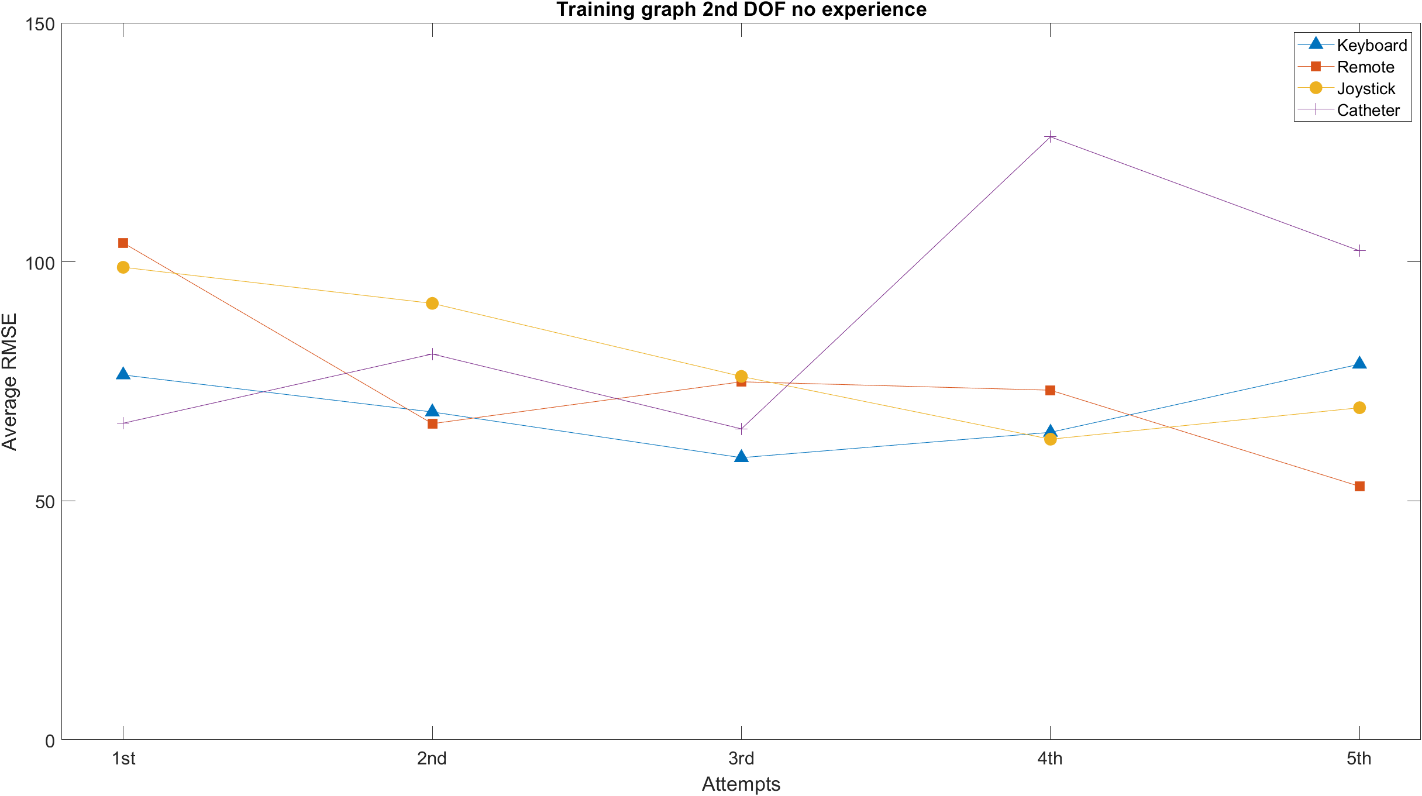 Training graph 2nd DOF no experience
150
100
50
0
Average RMSE
Keyboard
Remote
Joystick
Catheter
1st 2nd 3rd 4th 5th
Attempts